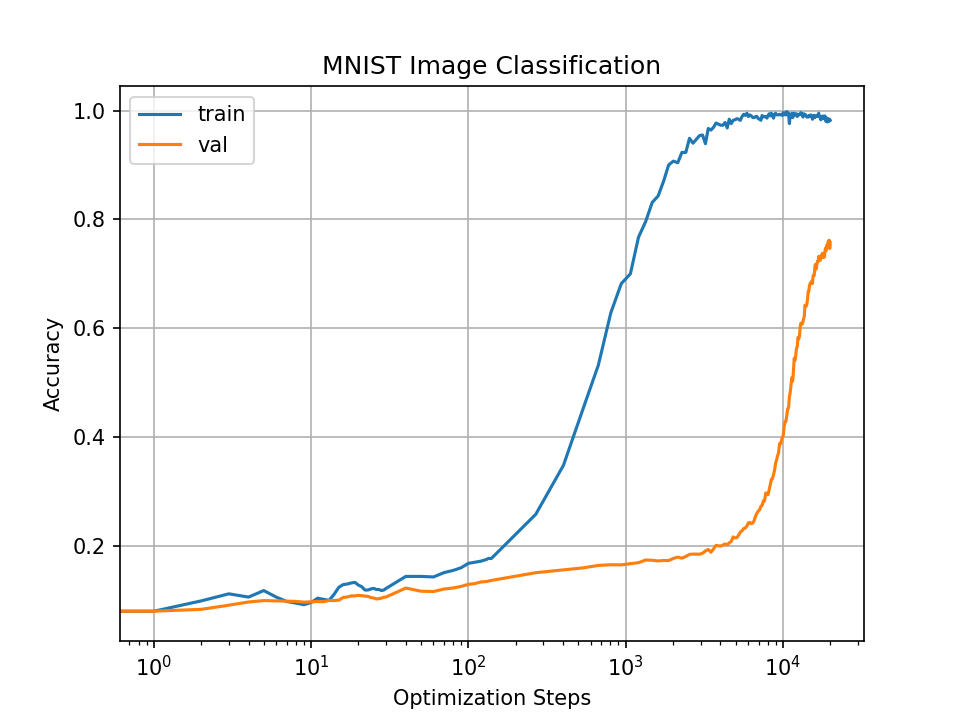 MNIST Image Classification
train
val
1.0
0.8
0.6
0.4
0.2
Accuracy
10⁰ 10¹ 10² 10³ 10⁴
Optimization Steps